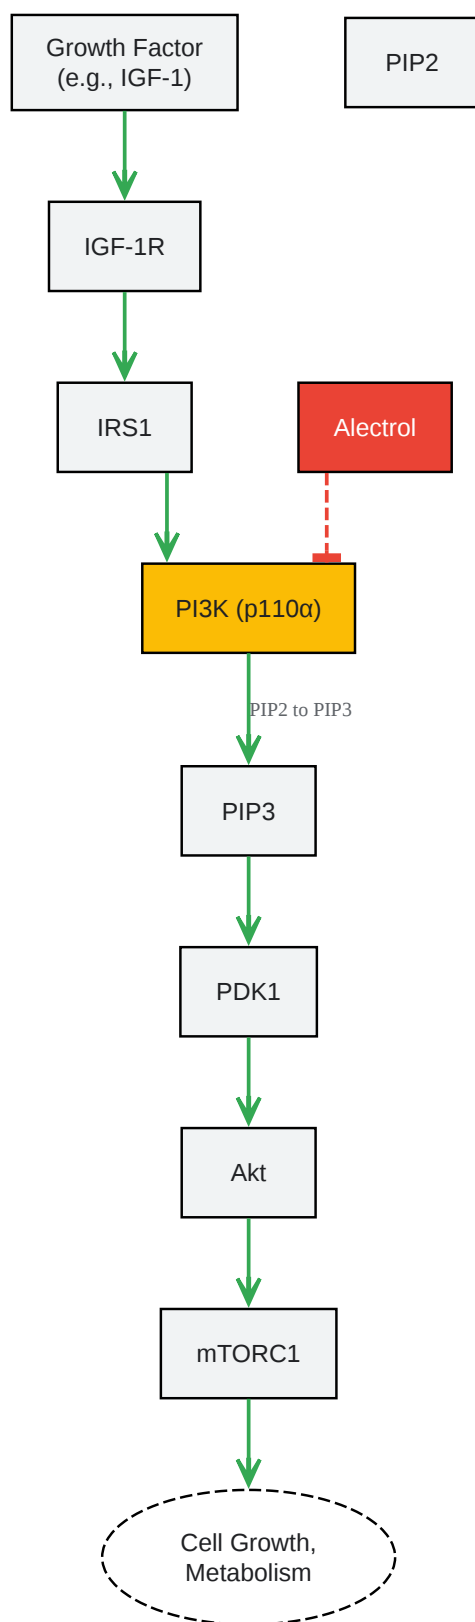 Growth Factor
(e.g., IGF-1)
PIP2
IGF-1R
IRS1
Alectrol
PI3K (p110α)
PIP2 to PIP3
PIP3
PDK1
Akt
mTORC1
Cell Growth,
Metabolism